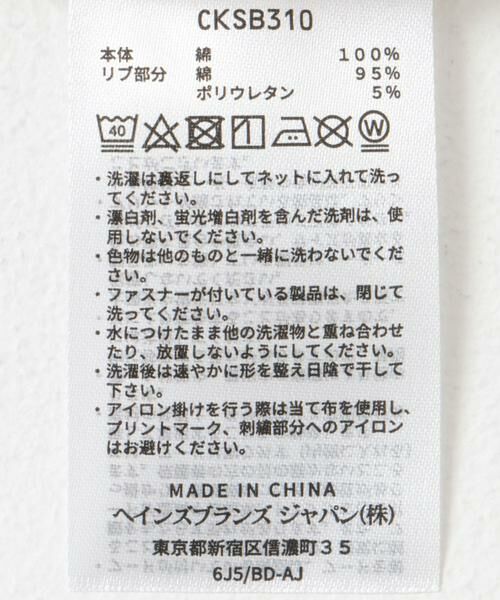 CKSB310
本体 綿 100%
リブ部分 綿 95%
ポリウレタン 5%
40 W
・洗濯は裏返しにしてネットに入れて洗っ
てください。
・漂白剤、蛍光増白剤を含んだ洗剤は、使
用しないでください。
・色物は他のものと一緒に洗わないでくだ
さい。
・ファスナーが付いている製品は、閉じて
洗ってください。
・水につけたまま他の洗濯物と重ね合わせ
たり、放置しないようにしてください。
・洗濯後は速やかに形を整え日陰で干して
下さい。
・アイロン掛けを行う際は当て布を使用し、
プリントマーク、刺繍部分へのアイロン
はお避けください。
MADE IN CHINA
ヘインズブランズ ジャパン(株)
東京都新宿区信濃町35
6J5/BD-AJ